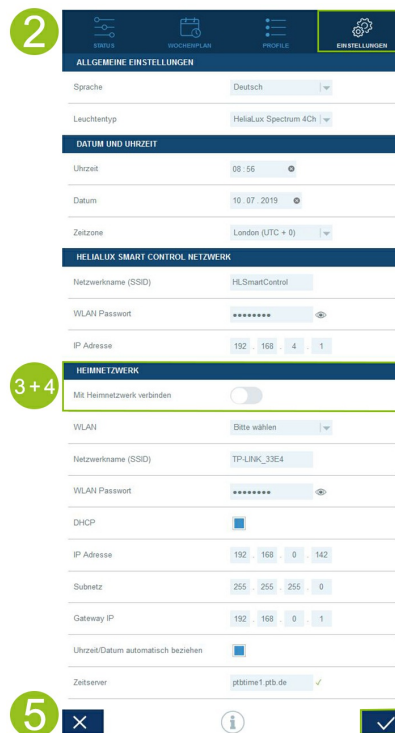 2
STATUS WOCHENPLAN PROFILE EINSTELLUNGEN
ALLGEMEINE EINSTELLUNGEN
Sprache Deutsch
Leuchtentyp HeliaLux Spectrum 4Ch
DATUM UND UHRZEIT
Uhrzeit 08 : 56
Datum 10 . 07 . 2019
Zeitzone London (UTC + 0)
HELIALUX SMART CONTROL NETZWERK
Netzwerkname (SSID) HLSmartControl
WLAN Passwort ••••••••
IP Adresse 192 . 168 . 4 . 1
3+4
HEIMNETZWERK
Mit Heimnetzwerk verbinden
WLAN Bitte wählen
Netzwerkname (SSID) TP-LINK_33E4
WLAN Passwort ••••••••
DHCP
IP Adresse 192 . 168 . 0 . 142
Subnetz 255 . 255 . 255 . 0
Gateway IP 192 . 168 . 0 . 1
Uhrzeit/Datum automatisch beziehen
Zeitserver ptbtime1.ptb.de
5